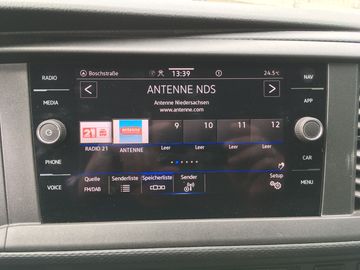 Boschstraße 13:39 24.5°C
RADIO
MEDIA
PHONE
VOICE
NAV
APP
CAR
MENU
< ANTENNE NDS >
Antenne Niedersachsen
www.antenne.com
21 antenne 9 10 11 12
RADIO 21 ANTENNE Leer Leer Leer Leer
Quelle Senderliste Speicherliste Sender Setup
FM/DAB